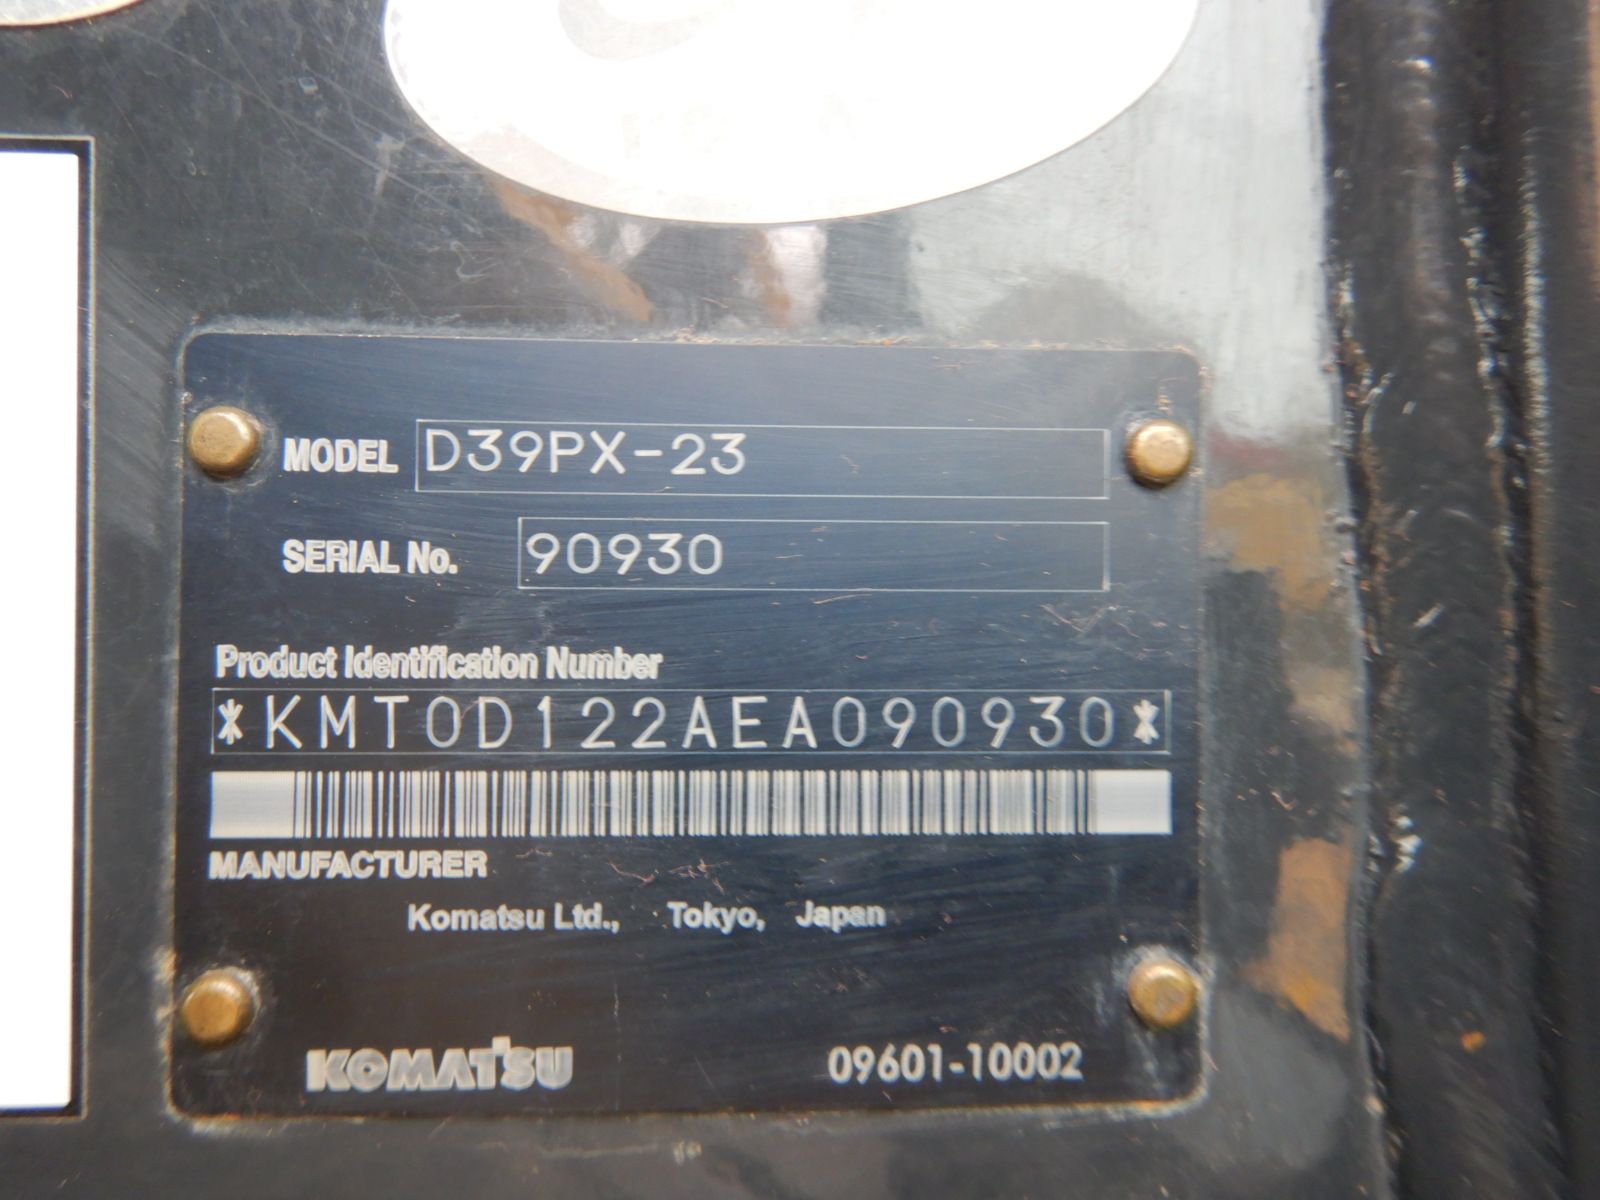 MODEL D39PX-23
SERIAL No. 90930
Product Identification Number
*KMT0D122AEA090930*
MANUFACTURER
Komatsu Ltd., Tokyo, Japan
KOMATSU 09601-10002